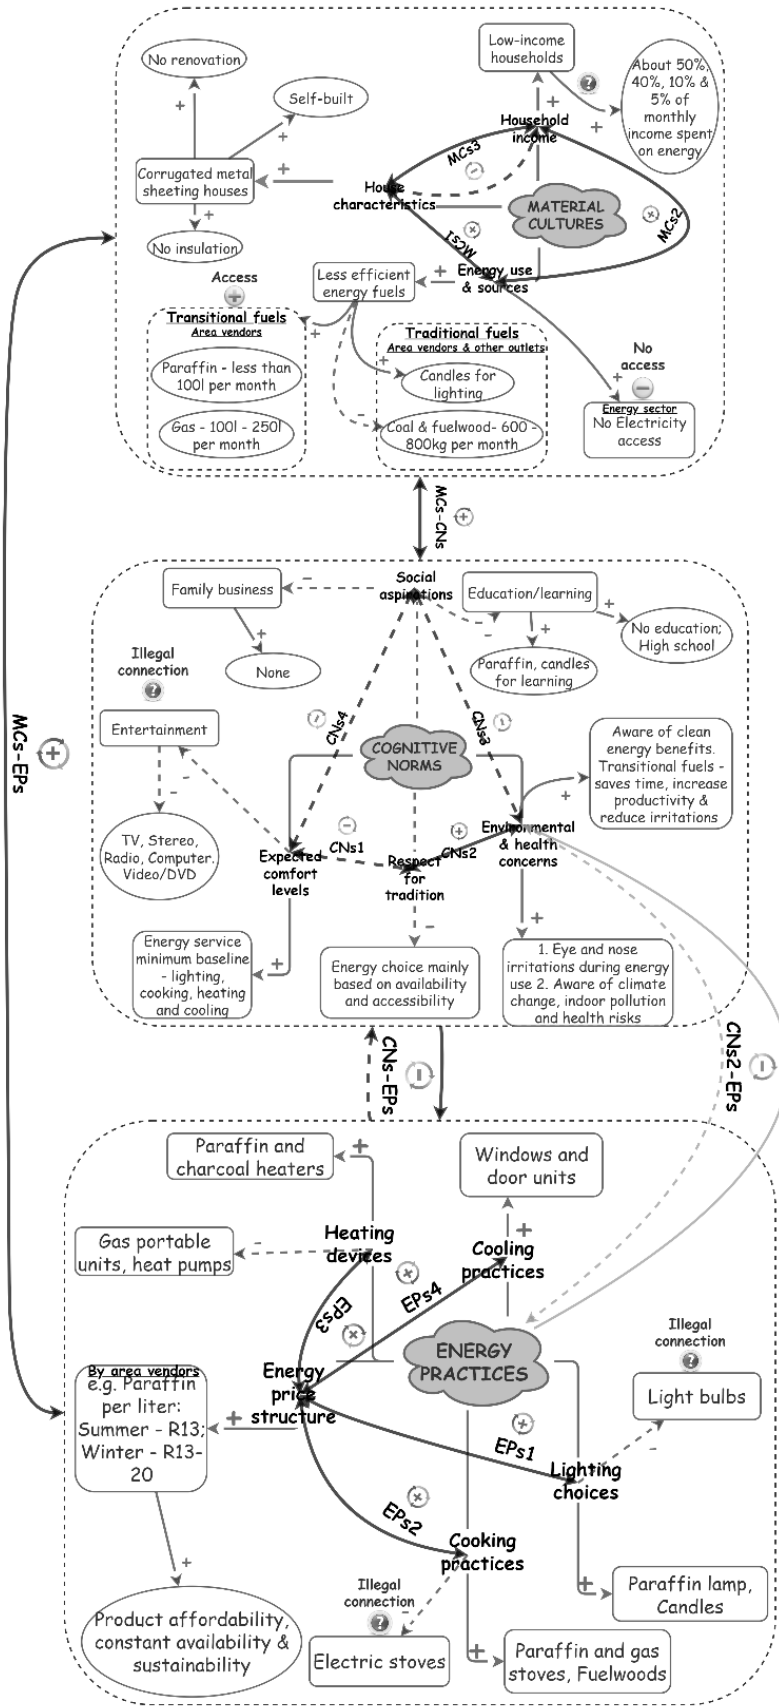 Low-income
households
About 50%,
40%, 10% &
5% of
monthly
income spent
on energy
No renovation
Self-built
?
+
+
+
+
Household
income
MCs3
-
Corrugated metal
sheeting houses
+
House
characteristics
MATERIAL
CULTURES
+
MCs2
+
No insulation
MCs1
+
Energy use
& sources
Less efficient
energy fuels
+
Access
+
Transitional fuels
Area vendors
Paraffin - less than
100l per month
Gas - 100l - 250l
per month
+
Traditional fuels
Area vendors & other outlets
+
Candles for
lighting
-
Coal & fuelwood- 600 -
800kg per month
No
access
-
+
Energy sector
No Electricity
access
MCs-CNs
+
MCs-EPs
+
Social
aspirations
Family business
-
+
None
Education/learning
-
+
+
No education;
High school
Paraffin, candles
for learning
Illegal
connection
?
Entertainment
-
-
TV, Stereo,
Radio, Computer.
Video/DVD
CNs4
-
CNs3
-
COGNITIVE
NORMS
Aware of clean
energy benefits.
Transitional fuels -
saves time, increase
productivity &
reduce irritations
+
Expected
comfort
levels
-
CNs1
Respect
for
tradition
+
CNs2
Environmental
& health
concerns
+
Energy service
minimum baseline
- lighting,
cooking, heating
and cooling
-
Energy choice mainly
based on availability
and accessibility
+
1. Eye and nose
irritations during energy
use 2. Aware of climate
change, indoor pollution
and health risks
CNs-EPs
-
CNs2-EPs
-
Paraffin and
charcoal heaters
+
Windows and
door units
+
Gas portable
units, heat pumps
-
Heating
devices
Cooling
practices
+
EPs3
+
EPs4
ENERGY
PRACTICES
Illegal
connection
?
Light bulbs
-
By area vendors
e.g. Paraffin
per liter:
Summer - R13;
Winter - R13-
20
+
Energy
price
structure
+
EPs1
Lighting
choices
+
EPs2
Cooking
practices
+
Product affordability,
constant availability &
sustainability
Illegal
connection
?
-
Electric stoves
+
Paraffin and gas
stoves, Fuelwoods
+
Paraffin lamp,
Candles